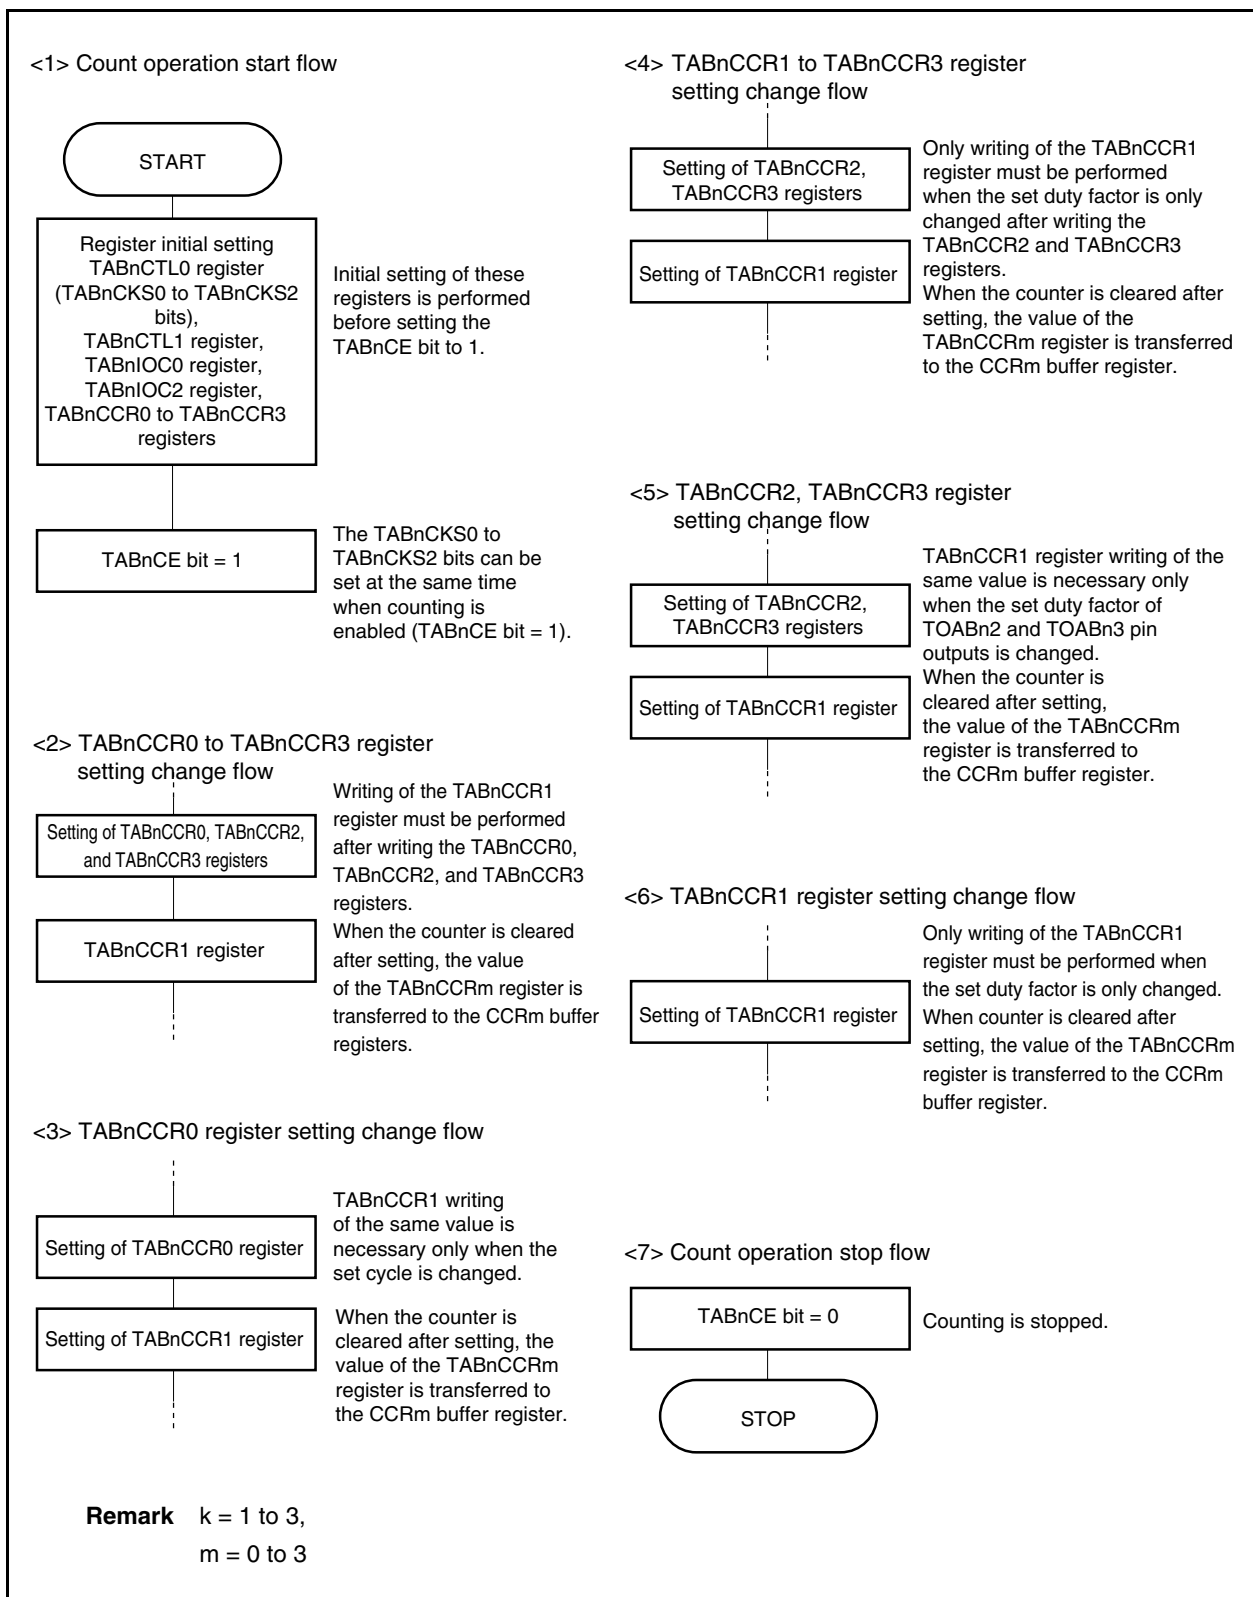 <1> Count operation start flow
START
Register initial setting
TABnCTL0 register
(TABnCKS0 to TABnCKS2
bits),
TABnCTL1 register,
TABnIOC0 register,
TABnIOC2 register,
TABnCCR0 to TABnCCR3
registers
Initial setting of these
registers is performed
before setting the
TABnCE bit to 1.
TABnCE bit = 1
The TABnCKS0 to
TABnCKS2 bits can be
set at the same time
when counting is
enabled (TABnCE bit = 1).
<2> TABnCCR0 to TABnCCR3 register
setting change flow
Setting of TABnCCR0, TABnCCR2,
and TABnCCR3 registers
TABnCCR1 register
Writing of the TABnCCR1
register must be performed
after writing the TABnCCR0,
TABnCCR2, and TABnCCR3
registers.
When the counter is cleared
after setting, the value
of the TABnCCRm register is
transferred to the CCRm buffer
registers.
<3> TABnCCR0 register setting change flow
Setting of TABnCCR0 register
TABnCCR1 writing
of the same value is
necessary only when the
set cycle is changed.
Setting of TABnCCR1 register
When the counter is
cleared after setting, the
value of the TABnCCRm
register is transferred to
the CCRm buffer register.
<4> TABnCCR1 to TABnCCR3 register
setting change flow
Setting of TABnCCR2,
TABnCCR3 registers
Setting of TABnCCR1 register
Only writing of the TABnCCR1
register must be performed
when the set duty factor is only
changed after writing the
TABnCCR2 and TABnCCR3
registers.
When the counter is cleared after
setting, the value of the
TABnCCRm register is transferred
to the CCRm buffer register.
<5> TABnCCR2, TABnCCR3 register
setting change flow
Setting of TABnCCR2,
TABnCCR3 registers
Setting of TABnCCR1 register
TABnCCR1 register writing of the
same value is necessary only
when the set duty factor of
TOABn2 and TOABn3 pin
outputs is changed.
When the counter is
cleared after setting,
the value of the TABnCCRm
register is transferred to
the CCRm buffer register.
<6> TABnCCR1 register setting change flow
Setting of TABnCCR1 register
Only writing of the TABnCCR1
register must be performed when
the set duty factor is only changed.
When counter is cleared after
setting, the value of the TABnCCRm
register is transferred to the CCRm
buffer register.
<7> Count operation stop flow
TABnCE bit = 0
Counting is stopped.
STOP
Remark k = 1 to 3,
m = 0 to 3